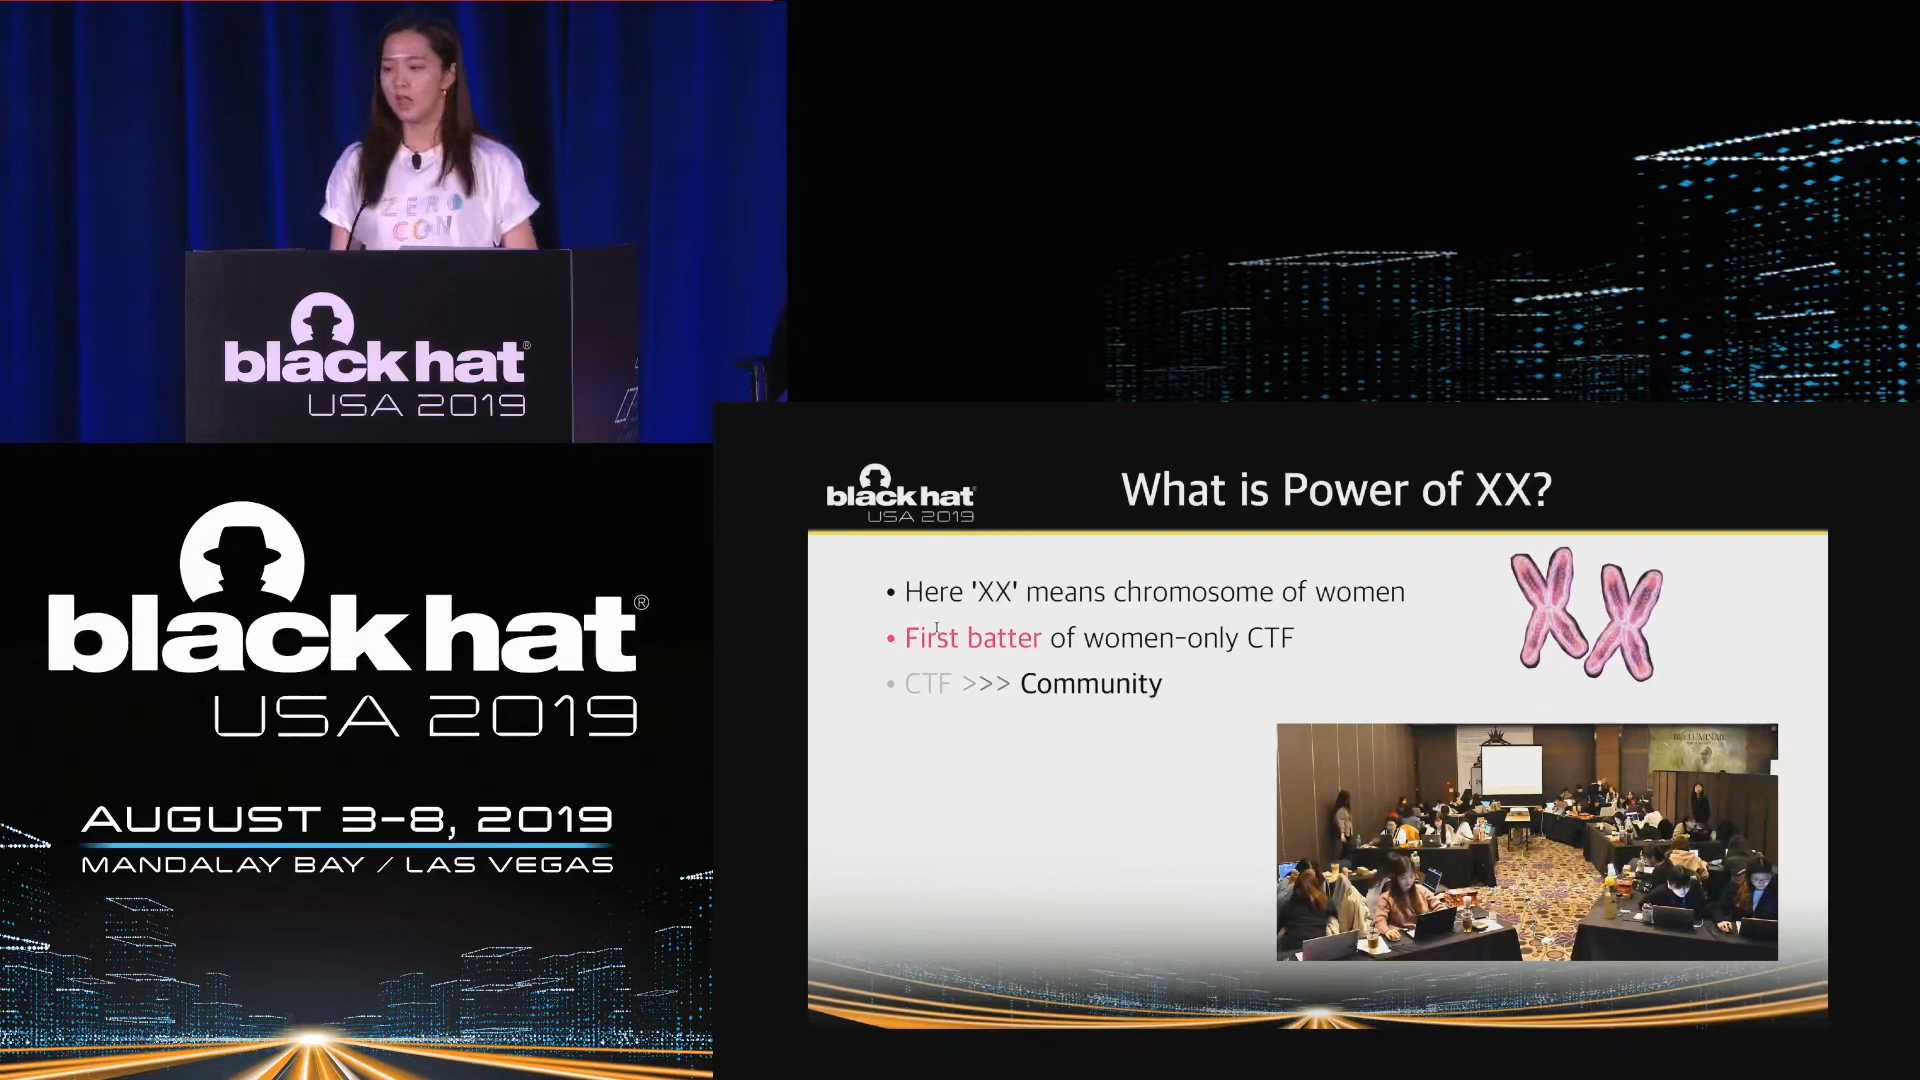 ZERO
CON
black hat®
USA 2019
black hat®
USA 2019
AUGUST 3-8, 2019
MANDALAY BAY / LAS VEGAS
black hat
USA 2019
What is Power of XX?
• Here 'XX' means chromosome of women
• First batter of women-only CTF
• CTF >>> Community